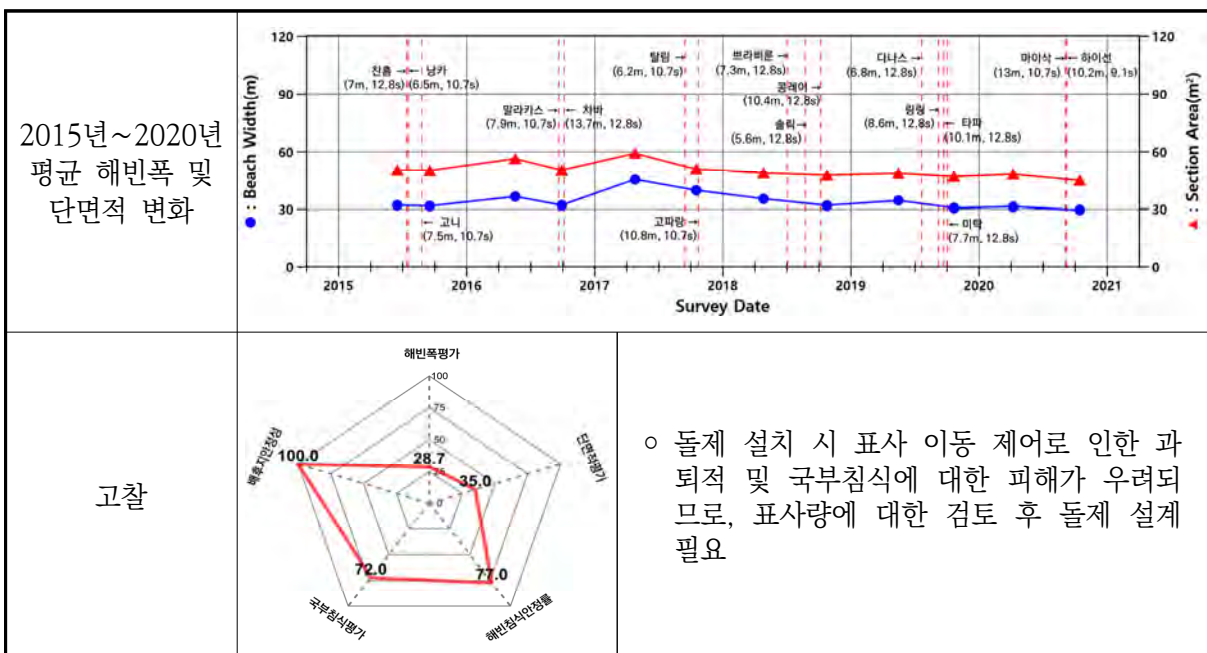 2015년~2020년
평균 해빈폭 및
단면적 변화
● : Beach Width(m)
▲ : Section Area(m²)
120
90
60
30
0
120
90
60
30
0
찬홈 →
(7m, 12.8s)
← 낭카
(6.5m, 10.7s)
← 고니
(7.5m, 10.7s)
말라카스 →
(7.9m, 10.7s)
← 차바
(13.7m, 12.8s)
탈림 →
(6.2m, 10.7s)
고파랑 →
(10.8m, 10.7s)
쁘라삐룬 →
(7.3m, 12.8s)
콩레이 →
(10.4m, 12.8s)
솔릭 →
(5.6m, 12.8s)
다나스 →
(6.8m, 12.8s)
링링 →
(8.6m, 12.8s)
← 타파
(10.1m, 12.8s)
← 미탁
(7.7m, 12.8s)
마이삭 →
(13m, 10.7s)
← 하이선
(10.2m, 9.1s)
2015 2016 2017 2018 2019 2020 2021
Survey Date
고찰
해빈폭평가
100
75
50
25
0
28.7
단면적평가
35.0
해빈침식안정률
77.0
국부침식평가
72.0
배후지안정성
100.0
○ 돌제 설치 시 표사 이동 제어로 인한 과
퇴적 및 국부침식에 대한 피해가 우려되
므로, 표사량에 대한 검토 후 돌제 설계
필요